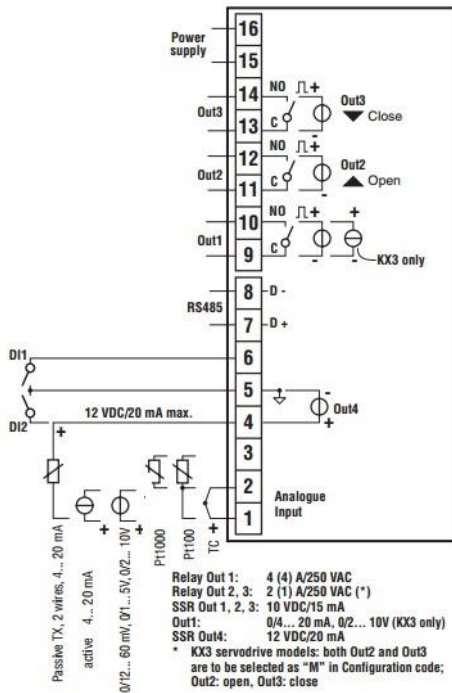 16
Power
supply
15
14 NO + Out3
Out3 Close
13 C -
12 NO + Out2
Out2 Open
11 C -
10 NO + +
Out1
9 C - - KX3 only
8 D -
RS485
7 D +
DI1 6
5 -
Out4
DI2 12 VDC/20 mA max. 4 +
+
3
2
Analogue
Input
1
Passive TX, 2 wires, 4... 20 mA
active 4... 20 mA +
0/12... 60 mV, 0/1... 5V, 0/2... 10V +
Pt1000
Pt100
TC +
Relay Out 1: 4 (4) A/250 VAC
Relay Out 2, 3: 2 (1) A/250 VAC (*)
SSR Out 1, 2, 3: 10 VDC/15 mA
Out1: 0/4... 20 mA, 0/2... 10V (KX3 only)
SSR Out4: 12 VDC/20 mA
* KX3 servodrive models: both Out2 and Out3
are to be selected as “M” in Configuration code;
Out2: open, Out3: close